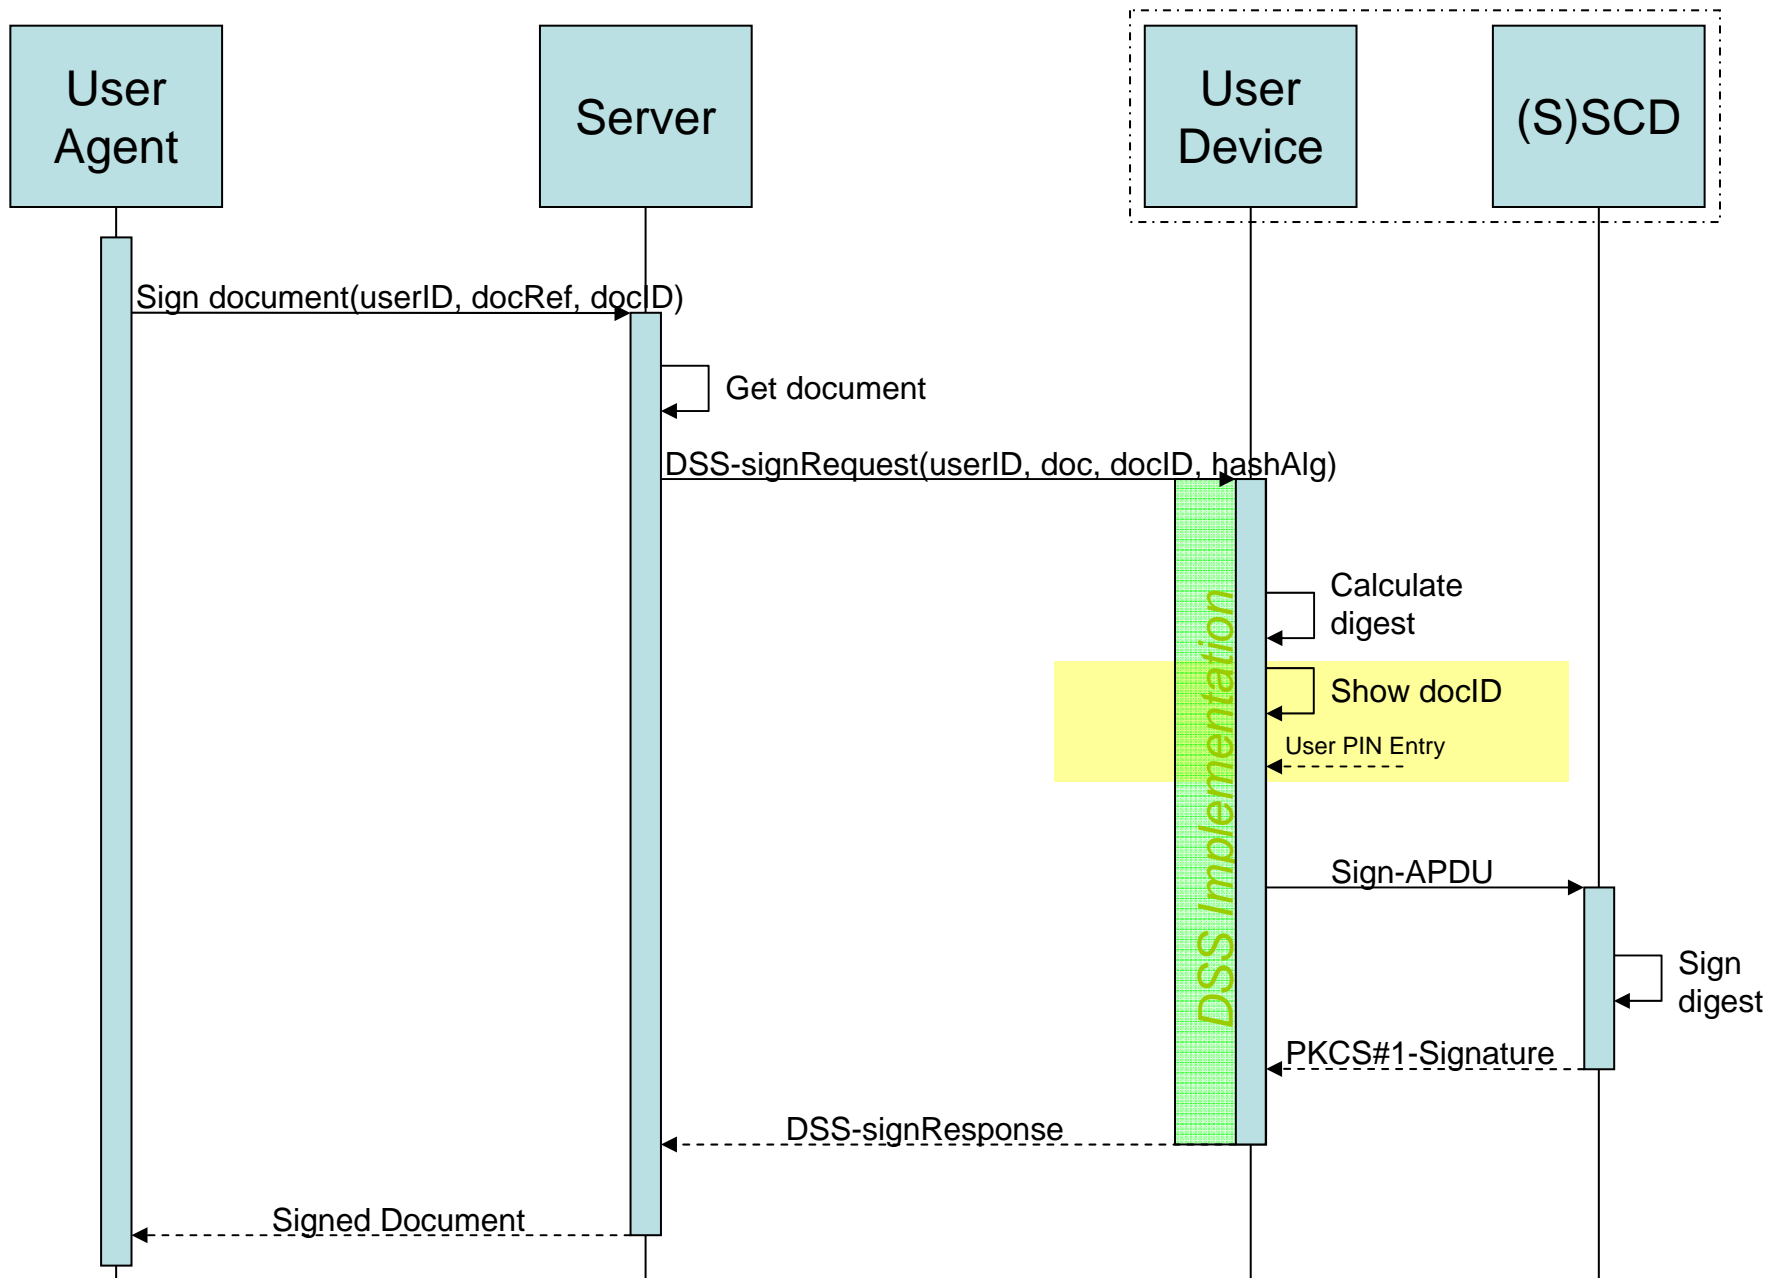 User
Agent
Server
User
Device
(S)SCD
Sign document(userID, docRef, docID)
Get document
DSS-signRequest(userID, doc, docID, hashAlg)
Calculate
digest
Show docID
User PIN Entry
DSS Implementation
Sign-APDU
Sign
digest
PKCS#1-Signature
DSS-signResponse
Signed Document